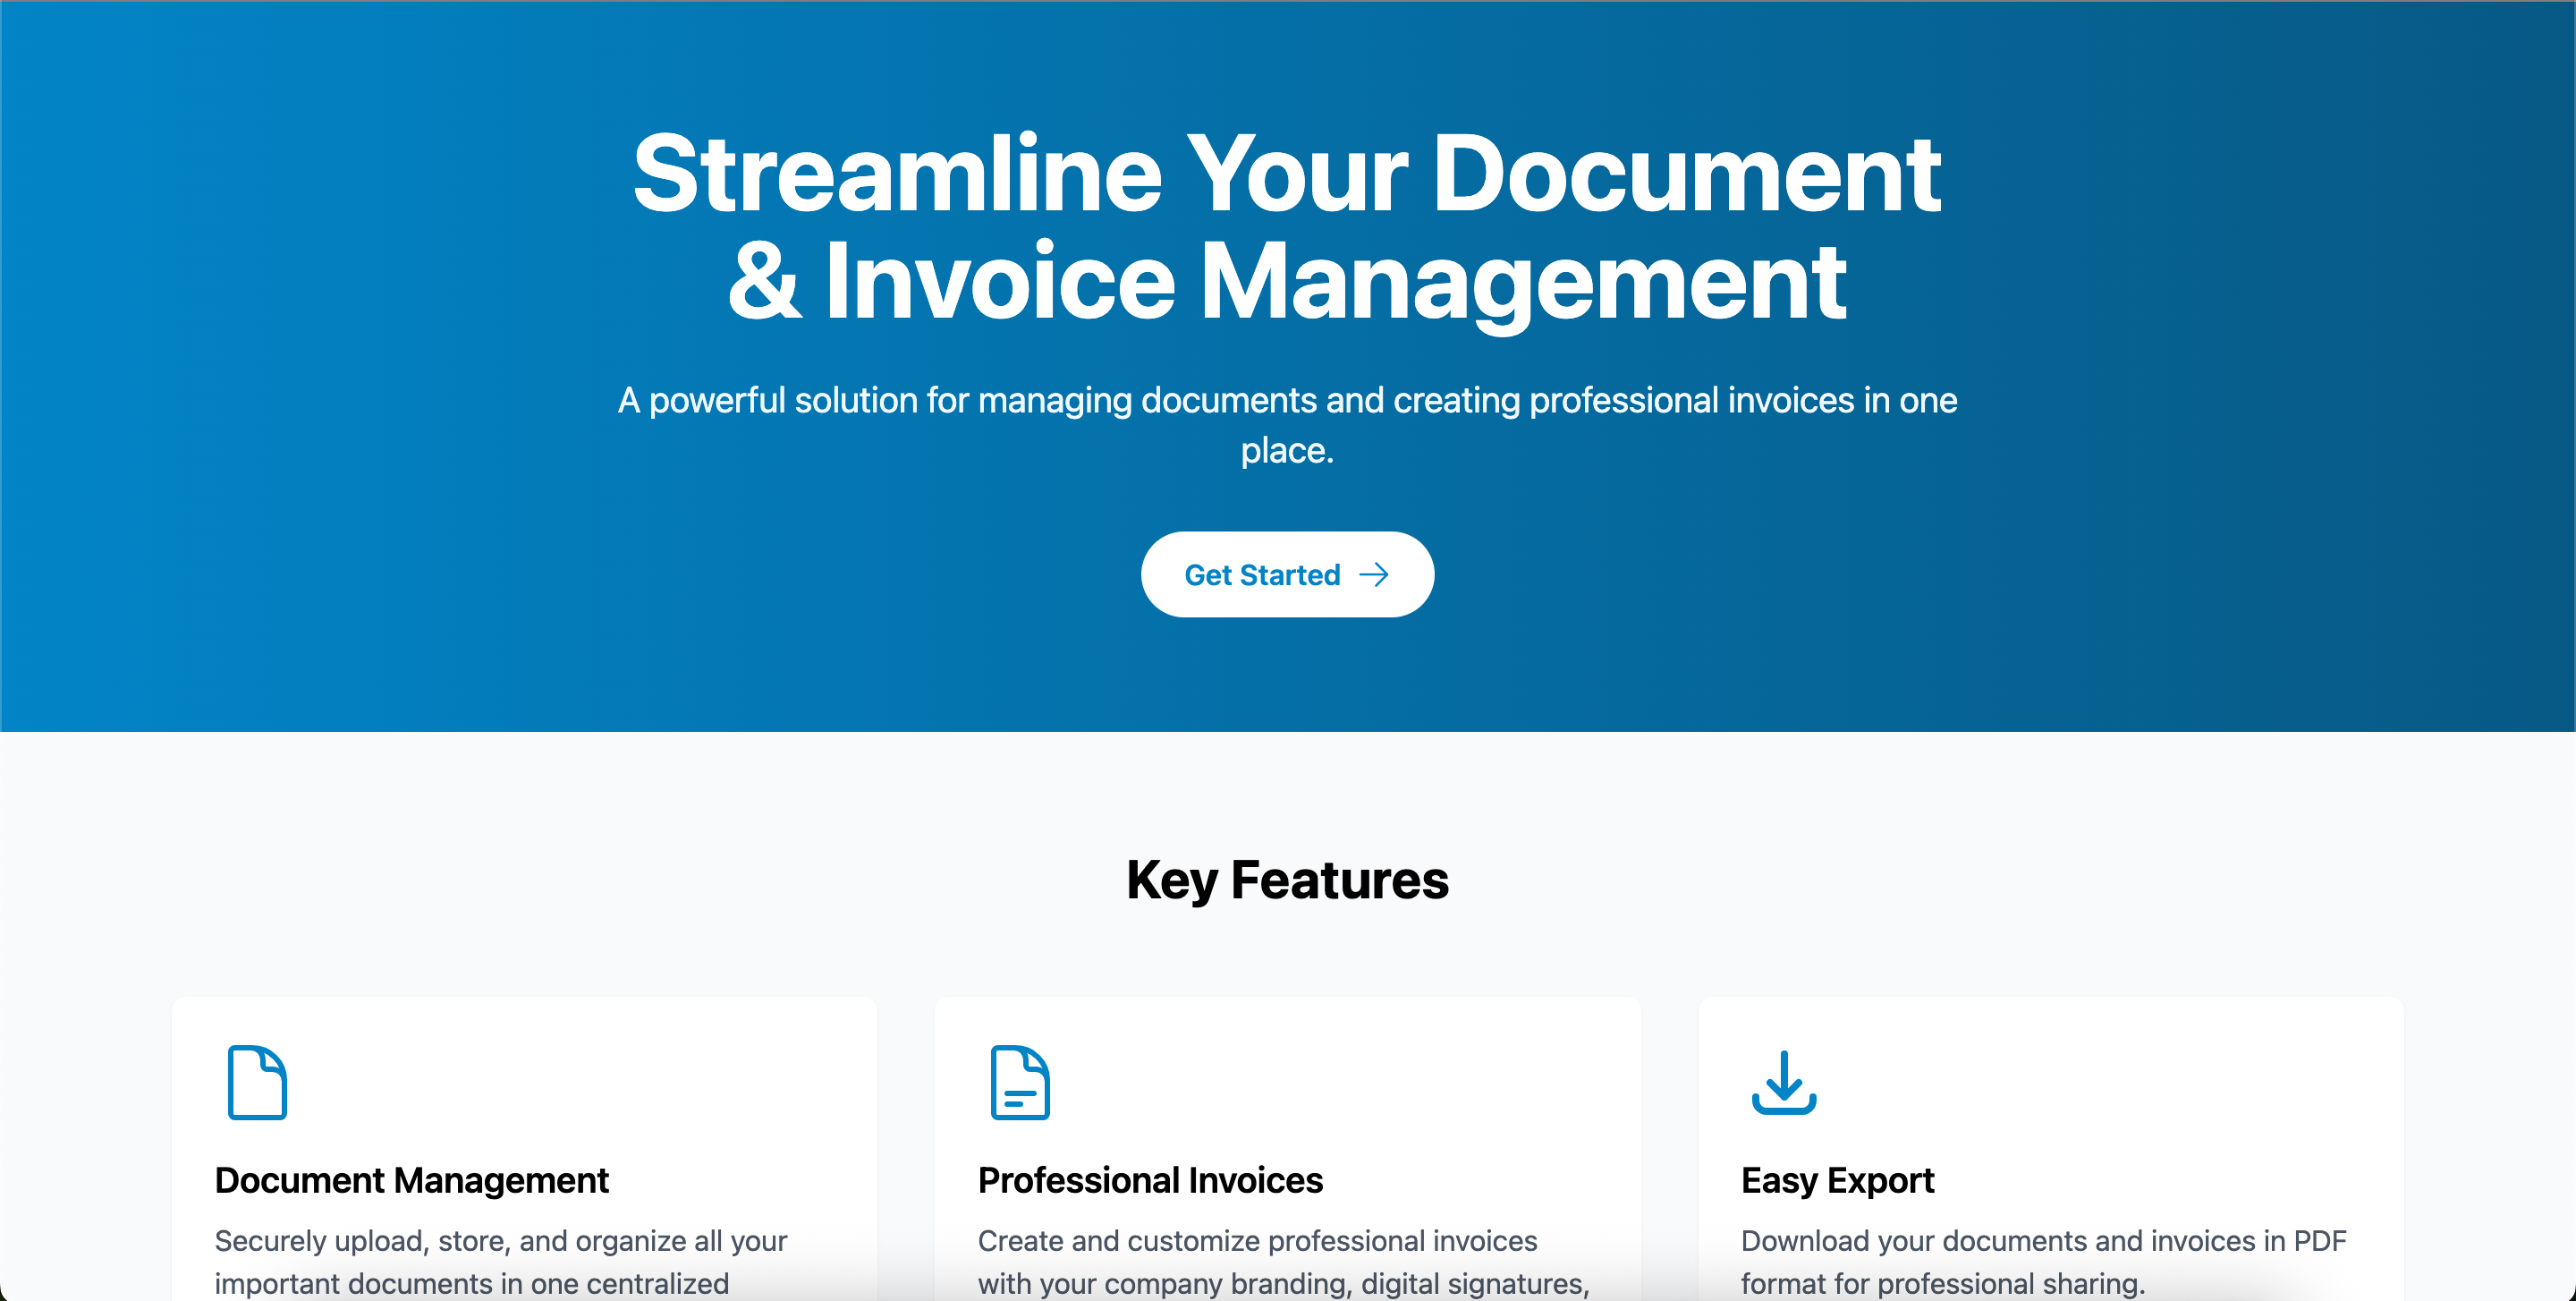 Streamline Your Document
& Invoice Management
A powerful solution for managing documents and creating professional invoices in one
place.
Get Started
Key Features
Document Management
Securely upload, store, and organize all your
important documents in one centralized
Professional Invoices
Create and customize professional invoices
with your company branding, digital signatures,
Easy Export
Download your documents and invoices in PDF
format for professional sharing.